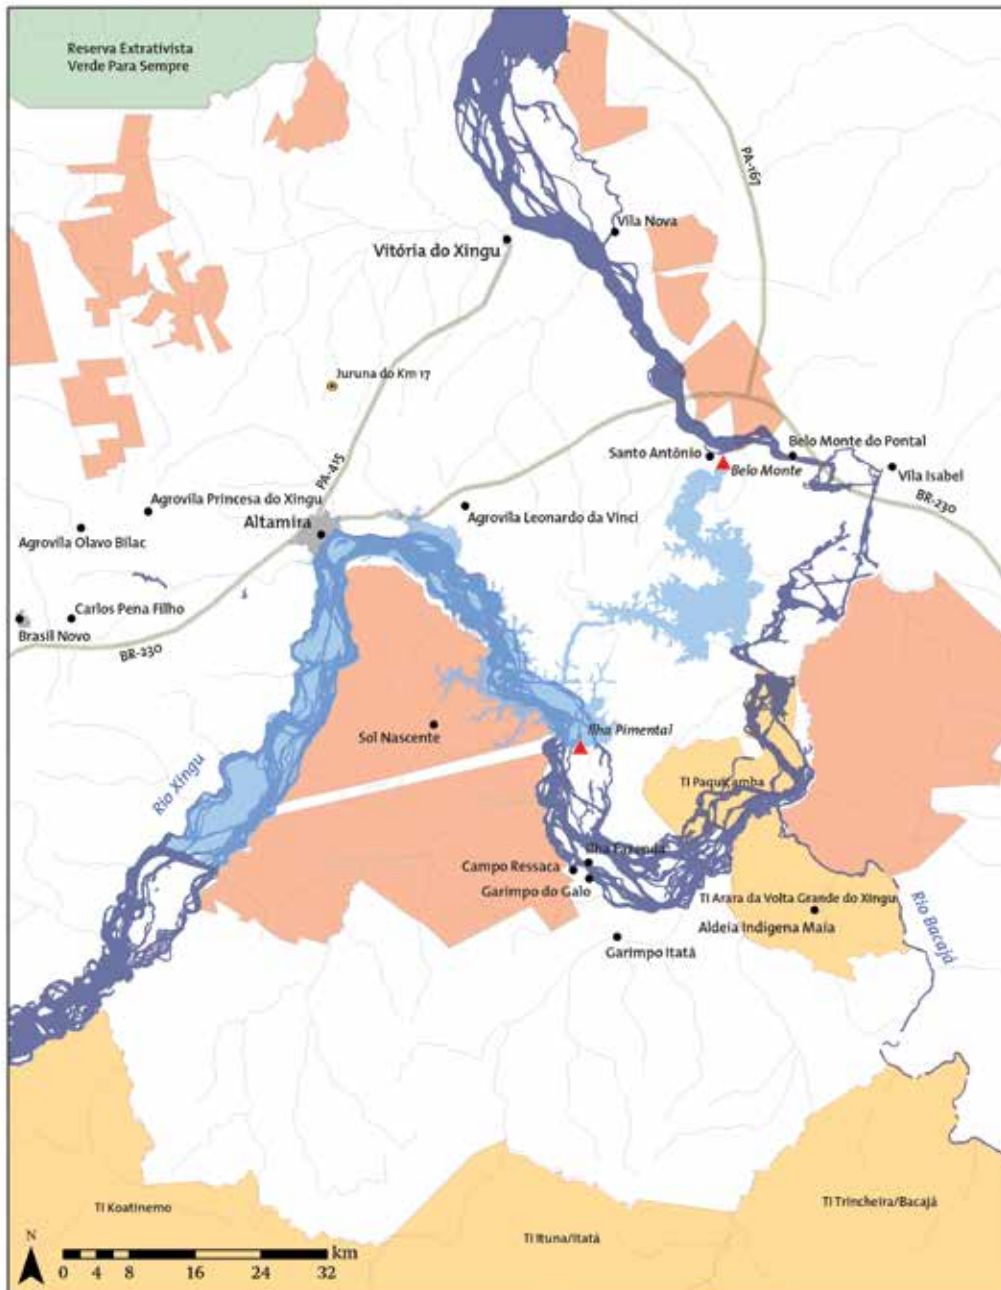 Reserva Extrativista
Verde Para Sempre
PA-167
Vila Nova
Vitória do Xingu
Juruna do Km 17
PA-415
Santo Antônio
Belo Monte do Pontal
Belo Monte
Vila Isabel
BR-230
Agrovila Princesa do Xingu
Altamira
Agrovila Leonardo da Vinci
Agrovila Olavo Bilac
Carlos Pena Filho
Brasil Novo
BR-230
Sol Nascente
Ilha Pimental
Rio Xingu
TI Paquiçamba
Ilha Fazenda
Campo Ressaca
Garimpo do Galo
TI Arara da Volta Grande do Xingu
Aldeia Indígena Maia
Rio Bacajá
Garimpo Itatá
TI Koatinemo
TI Trincheira/Bacajá
TI Ituna/Itatá
N
km
0 4 8 16 24 32